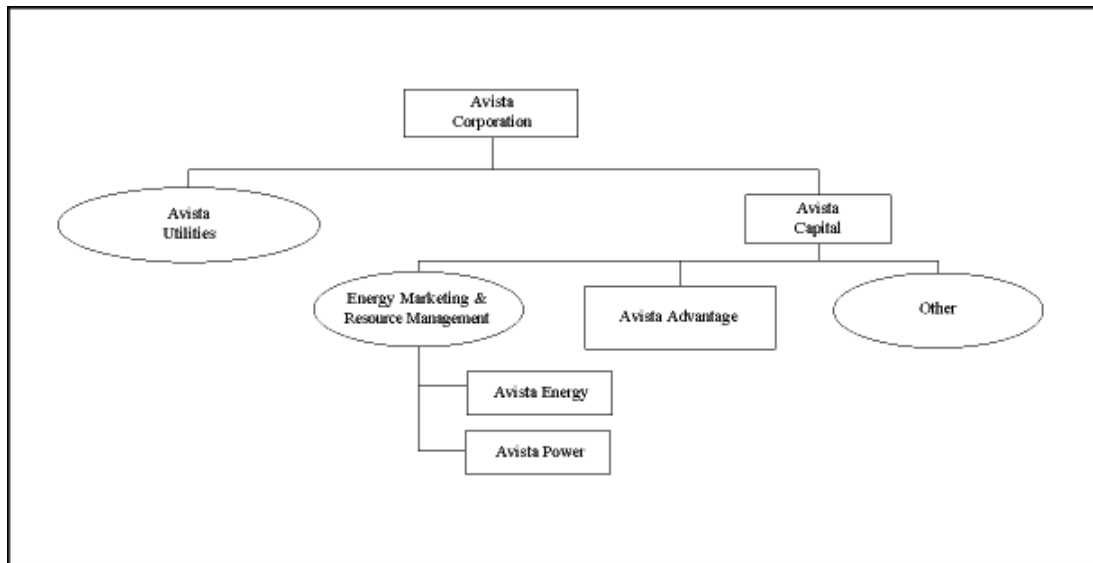 Avista
Corporation
Avista
Utilities
Avista
Capital
Energy Marketing &
Resource Management
Avista Advantage
Other
Avista Energy
Avista Power